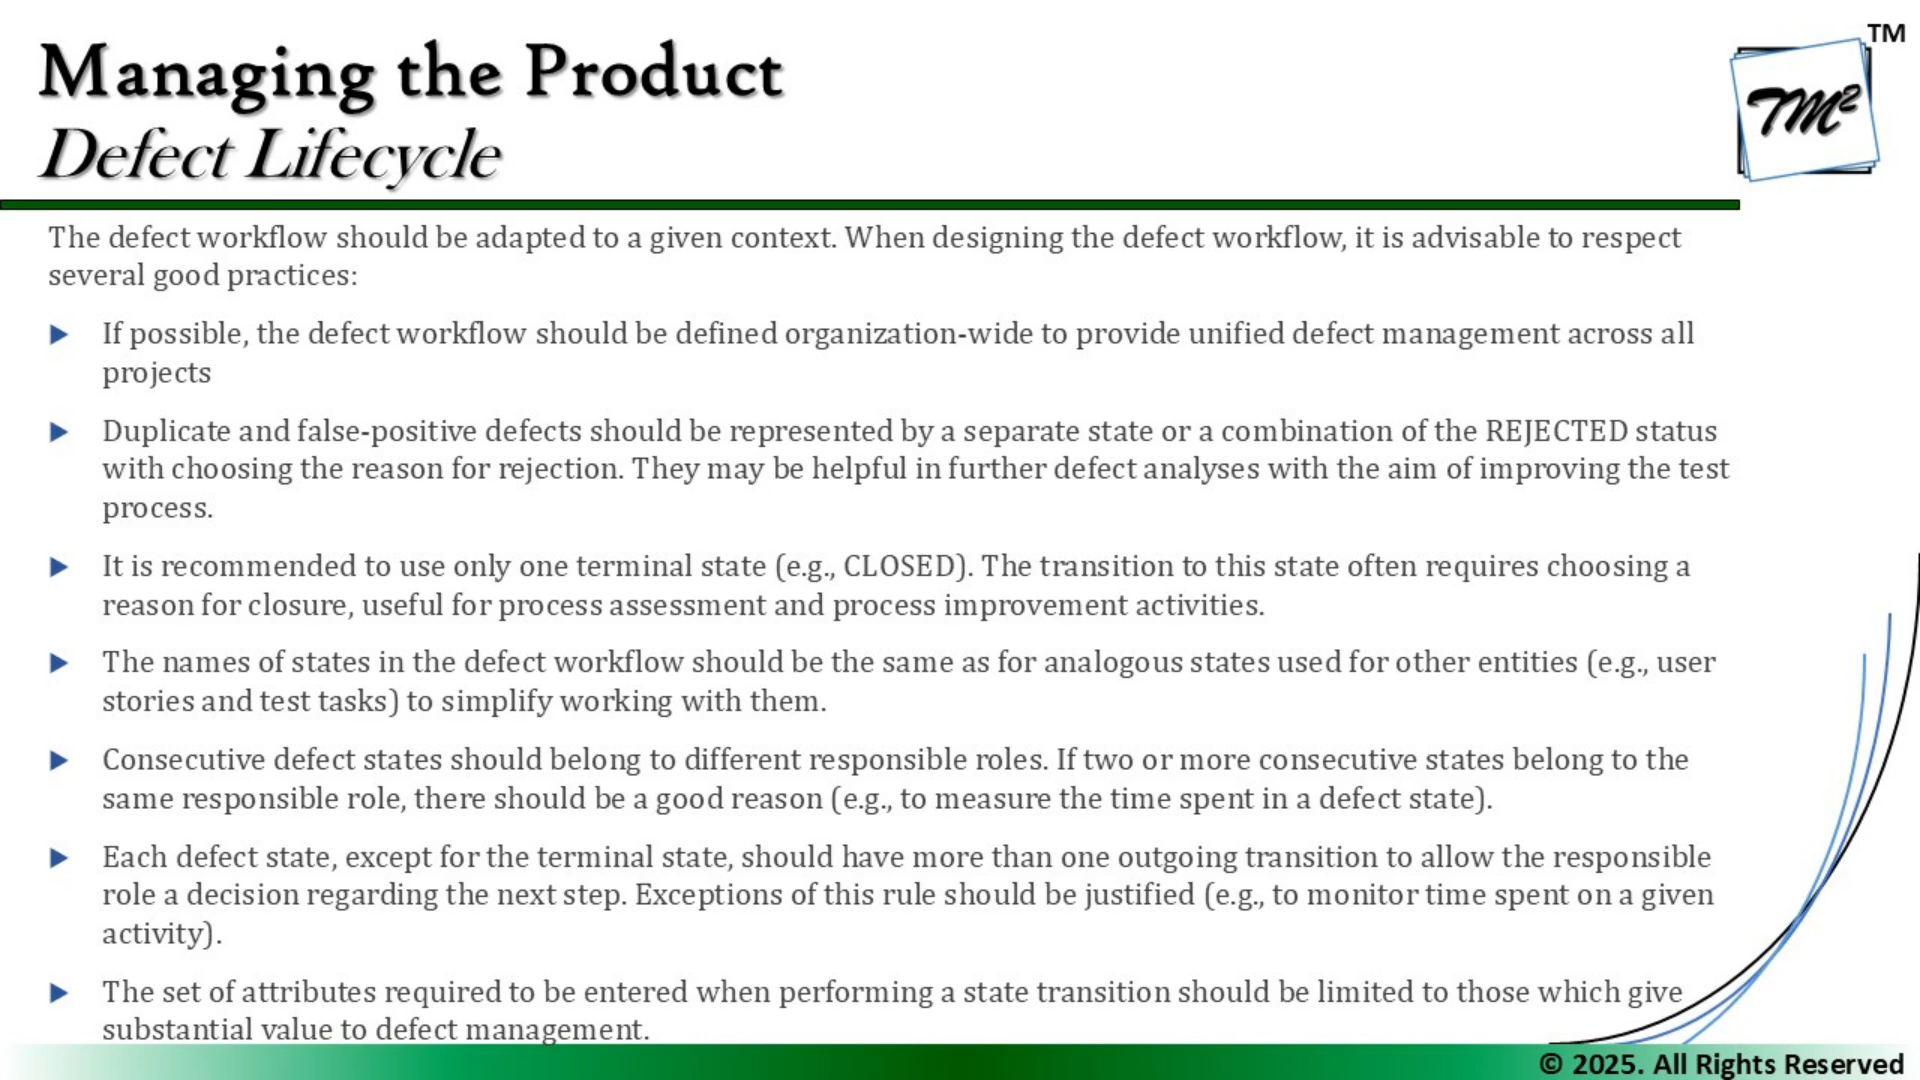 Managing the Product
TM
TM²
Defect Lifecycle
The defect workflow should be adapted to a given context. When designing the defect workflow, it is advisable to respect
several good practices:
If possible, the defect workflow should be defined organization-wide to provide unified defect management across all
projects
Duplicate and false-positive defects should be represented by a separate state or a combination of the REJECTED status
with choosing the reason for rejection. They may be helpful in further defect analyses with the aim of improving the test
process.
It is recommended to use only one terminal state (e.g., CLOSED). The transition to this state often requires choosing a
reason for closure, useful for process assessment and process improvement activities.
The names of states in the defect workflow should be the same as for analogous states used for other entities (e.g., user
stories and test tasks) to simplify working with them.
Consecutive defect states should belong to different responsible roles. If two or more consecutive states belong to the
same responsible role, there should be a good reason (e.g., to measure the time spent in a defect state).
Each defect state, except for the terminal state, should have more than one outgoing transition to allow the responsible
role a decision regarding the next step. Exceptions of this rule should be justified (e.g., to monitor time spent on a given
activity).
The set of attributes required to be entered when performing a state transition should be limited to those which give
substantial value to defect management.
© 2025. All Rights Reserved